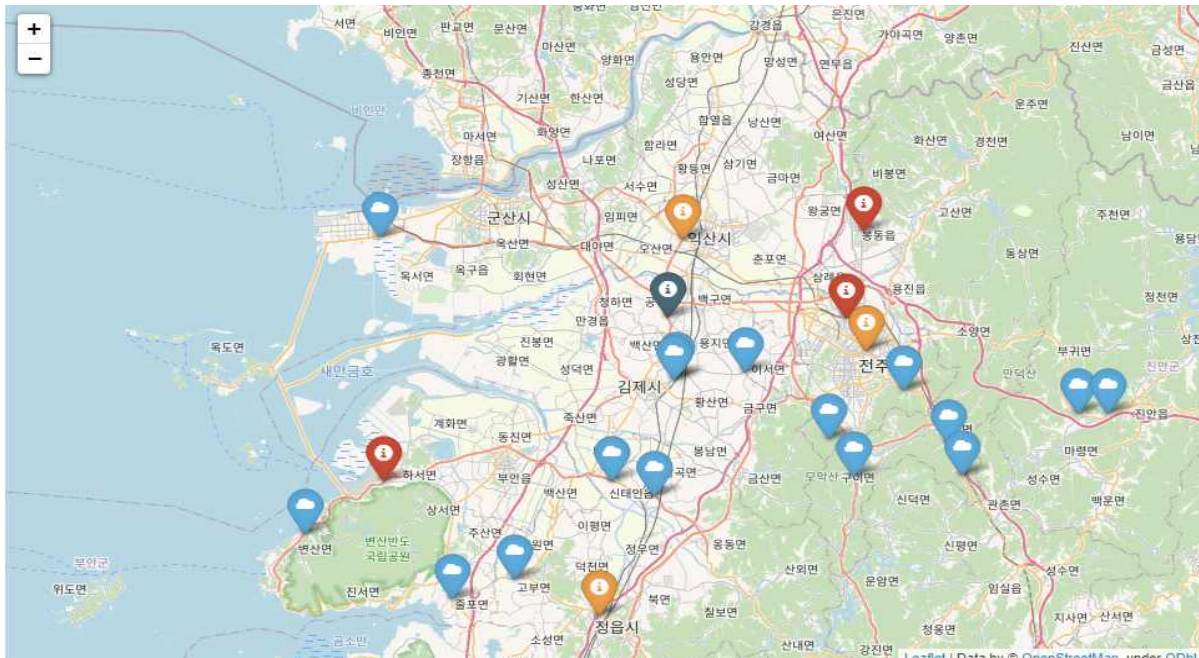 +
−
서면
비인면
판교면
문산면
강경읍
은진면
가야곡면
양촌면
진산면
금성면
마산면
양화면
용안면
망성면
연무읍
금산면
종천면
기산면
한산면
성당면
운주면
비인만
화양면
함열읍
낭산면
여산면
화산면
경천면
남이면
마서면
함라면
장항읍
나포면
황등면
삼기면
비봉면
성산면
서수면
금마면
군산시
임피면
왕궁면
고산면
주천면
익산시
봉동읍
옥산면
대야면
오산면
춘포면
동상면
옥서면
옥구읍
회현면
삼례읍
용진읍
청하면
백구면
정천면
만경읍
소양면
옥도면
진봉면
백산면
용지면
부귀면
새만금호
광활면
성덕면
이서면
전주
만덕산
진안군
김제시
죽산면
황산면
금구면
진안읍
계화면
동진면
마령면
하서면
부안읍
봉남면
금산면
모악산
구이면
성수면
백산면
신태인읍
상서면
신덕면
관촌면
백운면
변산면
변산반도
국립공원
주산면
이평면
정우면
옹동면
신평면
부안군
덕천면
산외면
성수면
위도면
진서면
줄포면
고부면
북면
칠보면
운암면
임실읍
곰소만
소성면
정읍시
산내면
강진면
청웅면
지사면
산서면
Leaflet | Data by © OpenStreetMap, under ODbL